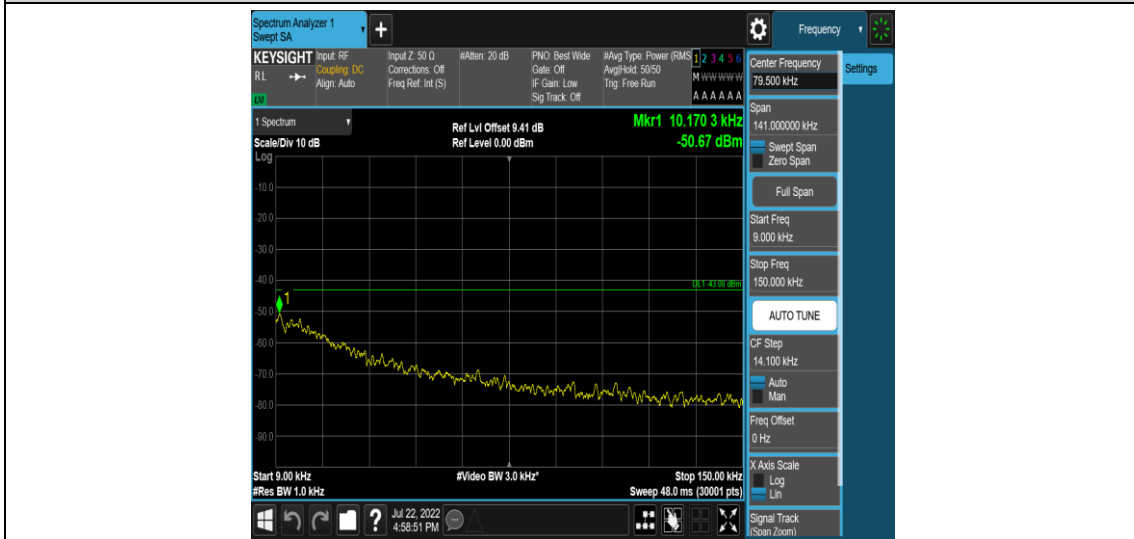 Spectrum Analyzer 1
Swept SA
+
Frequency
KEYSIGHT
RL
Input: RF
Coupling: DC
Align: Auto
Input Z: 50 Ω
Corrections: Off
Freq Ref: Int (S)
#Atten: 20 dB
PNO: Best Wide
Gate: Off
IF Gain: Low
Sig Track: Off
#Avg Type: Power (RMS
Avg|Hold: 50/50
Trig: Free Run
1 2 3 4 5 6
M W W W W W
A A A A A A
1 Spectrum
Scale/Div 10 dB
Log
Ref Lvl Offset 9.41 dB
Ref Level 0.00 dBm
Mkr1 10.170 3 kHz
-50.67 dBm
-10.0
-20.0
-30.0
-40.0
-50.0
-60.0
-70.0
-80.0
-90.0
DL1 -43.00 dBm
1
Start 9.00 kHz
#Res BW 1.0 kHz
#Video BW 3.0 kHz*
Stop 150.00 kHz
Sweep 48.0 ms (30001 pts)
?
Jul 22, 2022
4:58:51 PM
Center Frequency
79.500 kHz
Settings
Span
141.000000 kHz
Swept Span
Zero Span
Full Span
Start Freq
9.000 kHz
Stop Freq
150.000 kHz
AUTO TUNE
CF Step
14.100 kHz
Auto
Man
Freq Offset
0 Hz
X Axis Scale
Log
Lin
Signal Track
(Span Zoom)